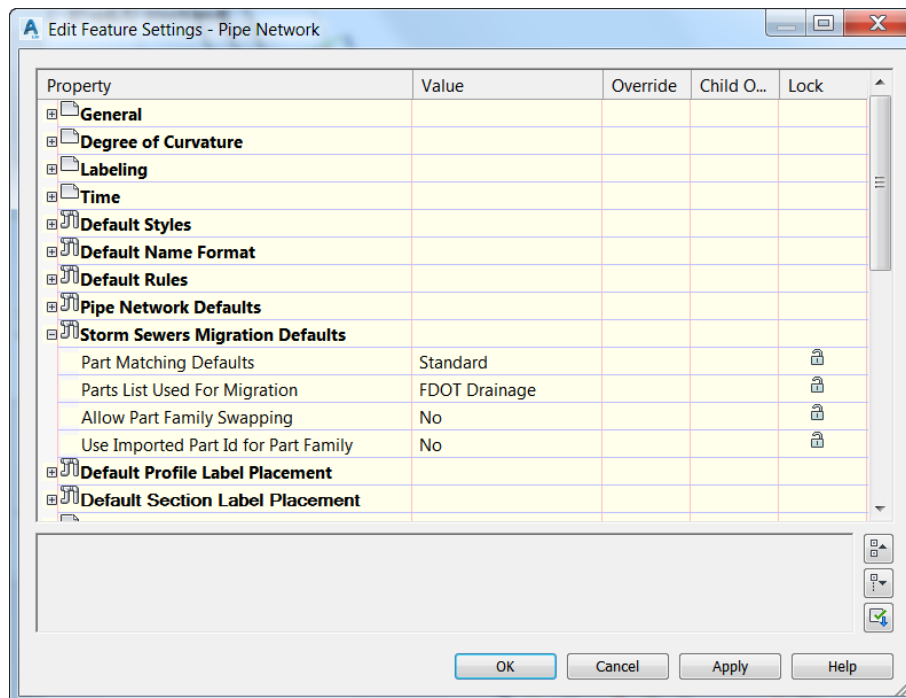 Edit Feature Settings - Pipe Network
Property Value Override Child O... Lock
General
Degree of Curvature
Labeling
Time
Default Styles
Default Name Format
Default Rules
Pipe Network Defaults
Storm Sewers Migration Defaults
Part Matching Defaults Standard
Parts List Used For Migration FDOT Drainage
Allow Part Family Swapping No
Use Imported Part Id for Part Family No
Default Profile Label Placement
Default Section Label Placement
OK Cancel Apply Help